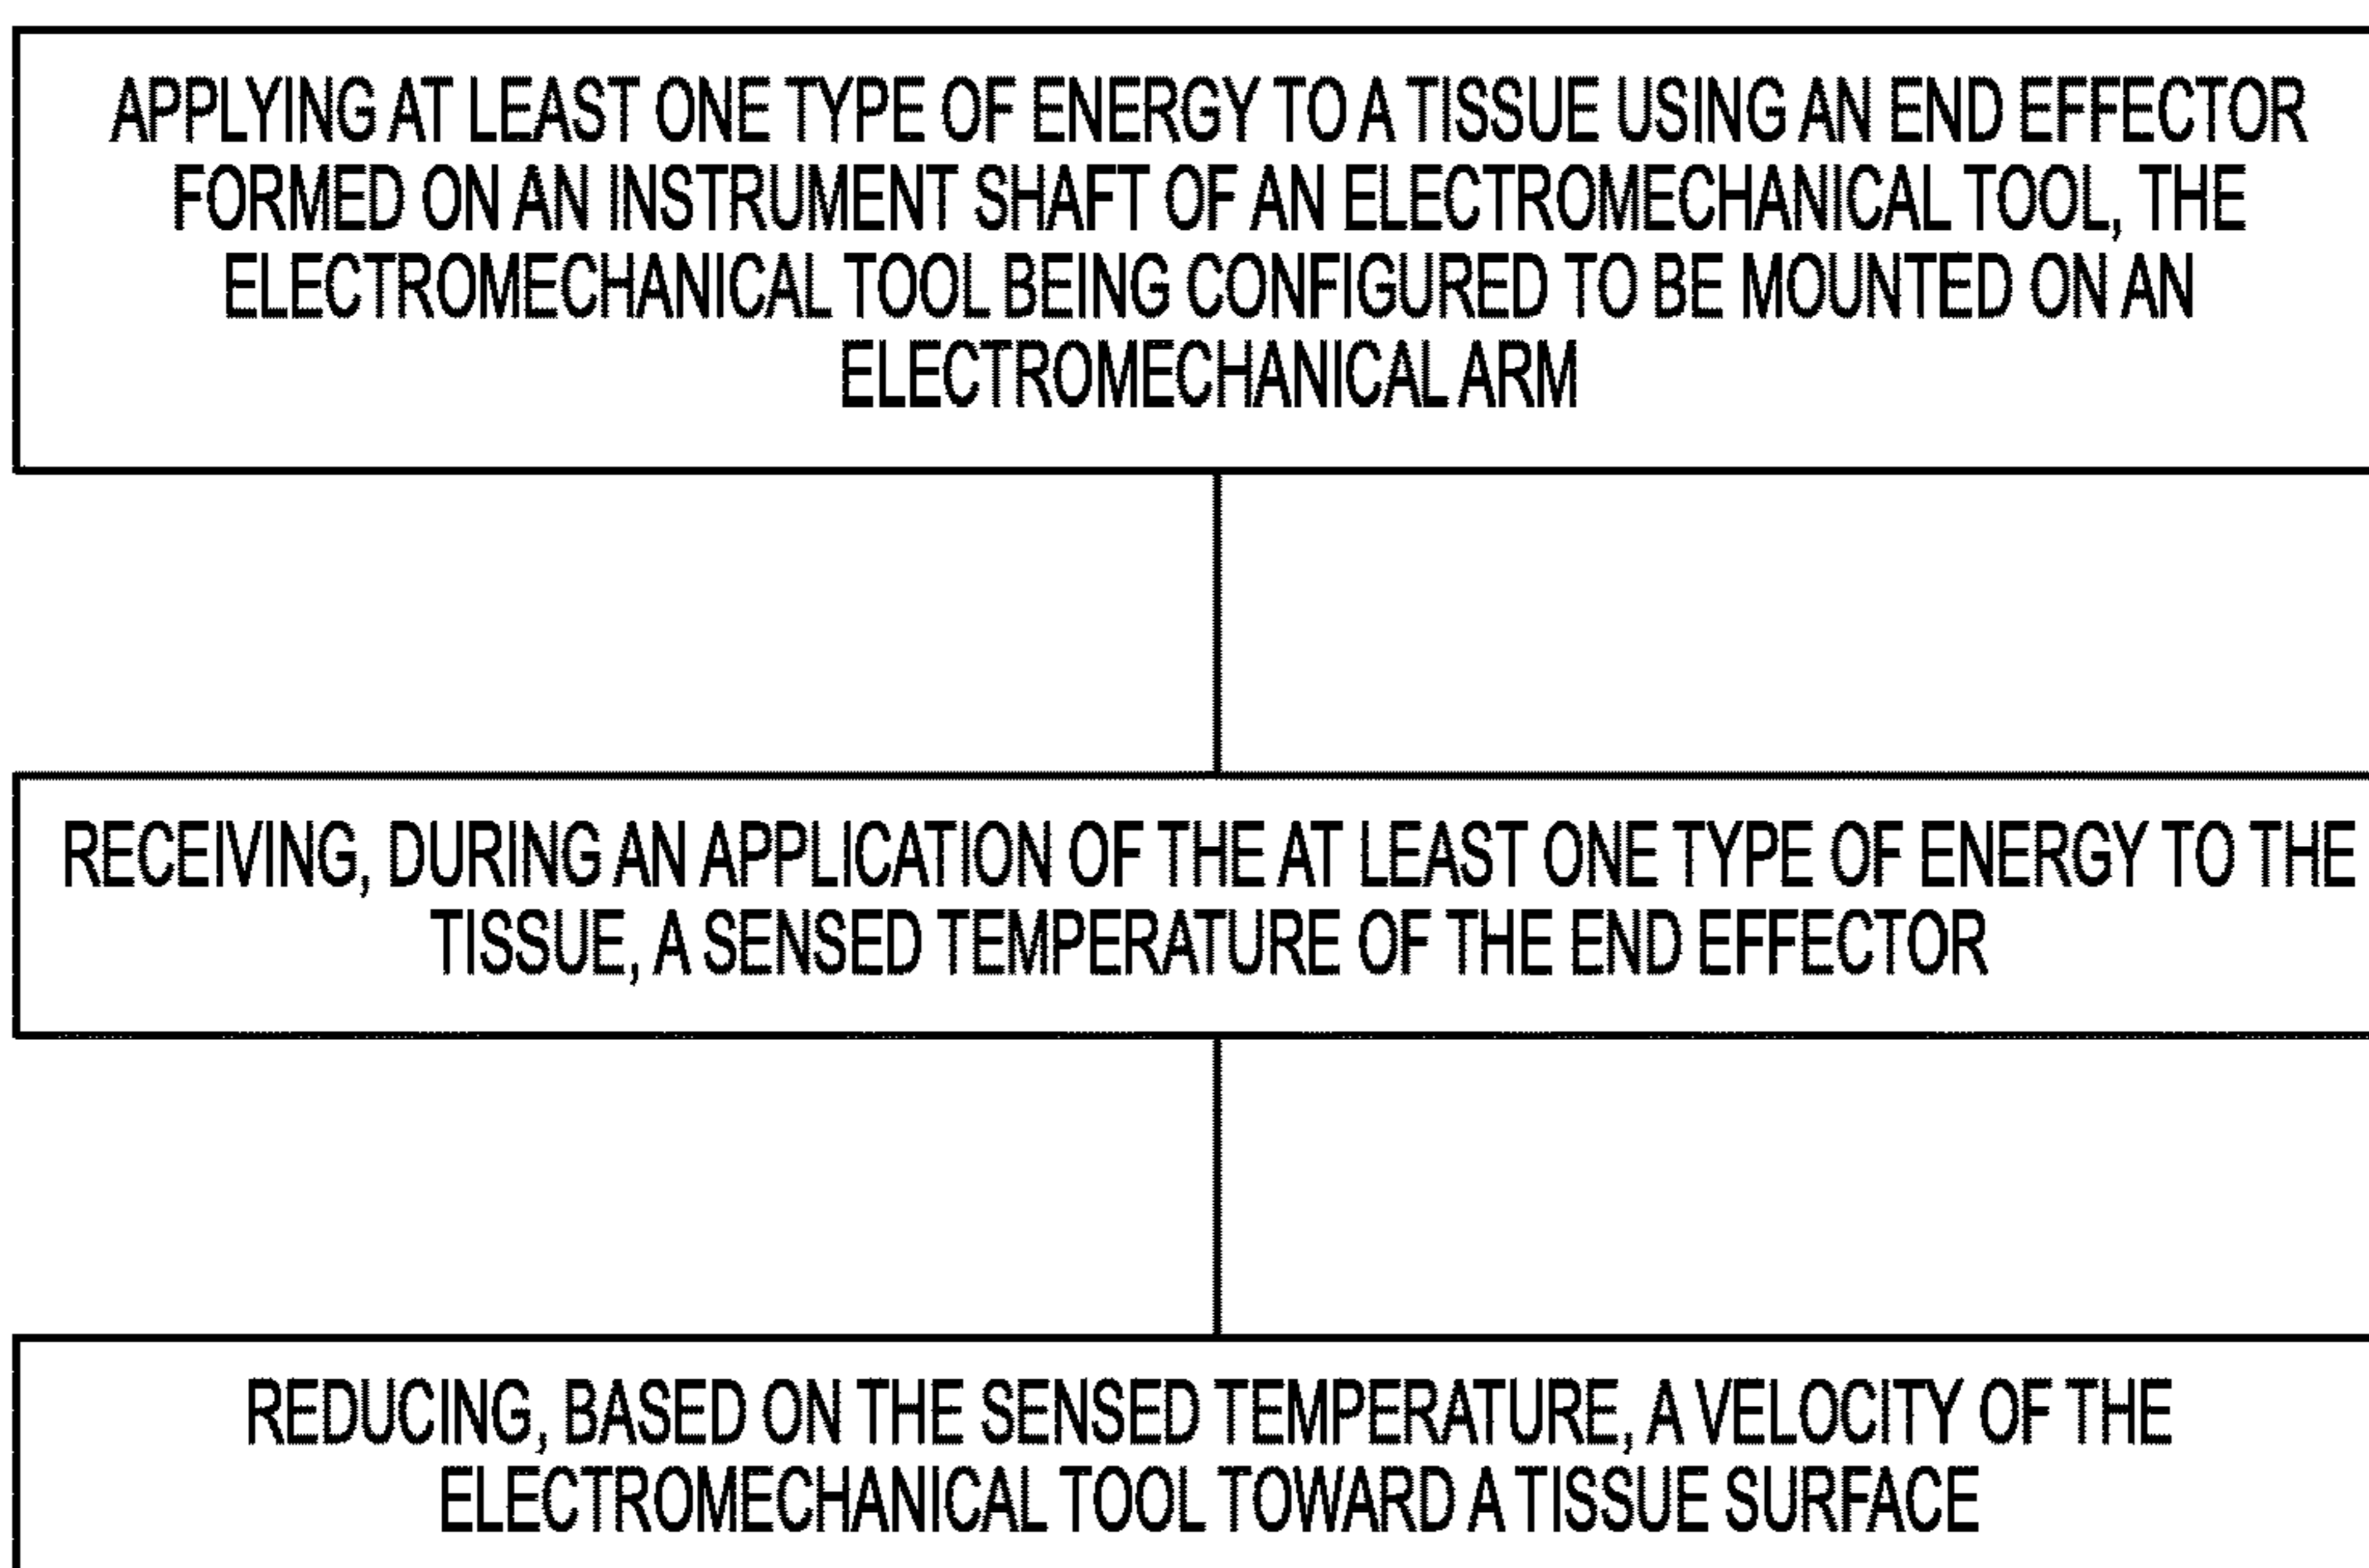 APPLYING AT LEAST ONE TYPE OF ENERGY TO A TISSUE USING AN END EFFECTOR
FORMED ON AN INSTRUMENT SHAFT OF AN ELECTROMECHANICAL TOOL, THE
ELECTROMECHANICAL TOOL BEING CONFIGURED TO BE MOUNTED ON AN
ELECTROMECHANICAL ARM
RECEIVING, DURING AN APPLICATION OF THE AT LEAST ONE TYPE OF ENERGY TO THE
TISSUE, A SENSED TEMPERATURE OF THE END EFFECTOR
REDUCING, BASED ON THE SENSED TEMPERATURE, A VELOCITY OF THE
ELECTROMECHANICAL TOOL TOWARD A TISSUE SURFACE